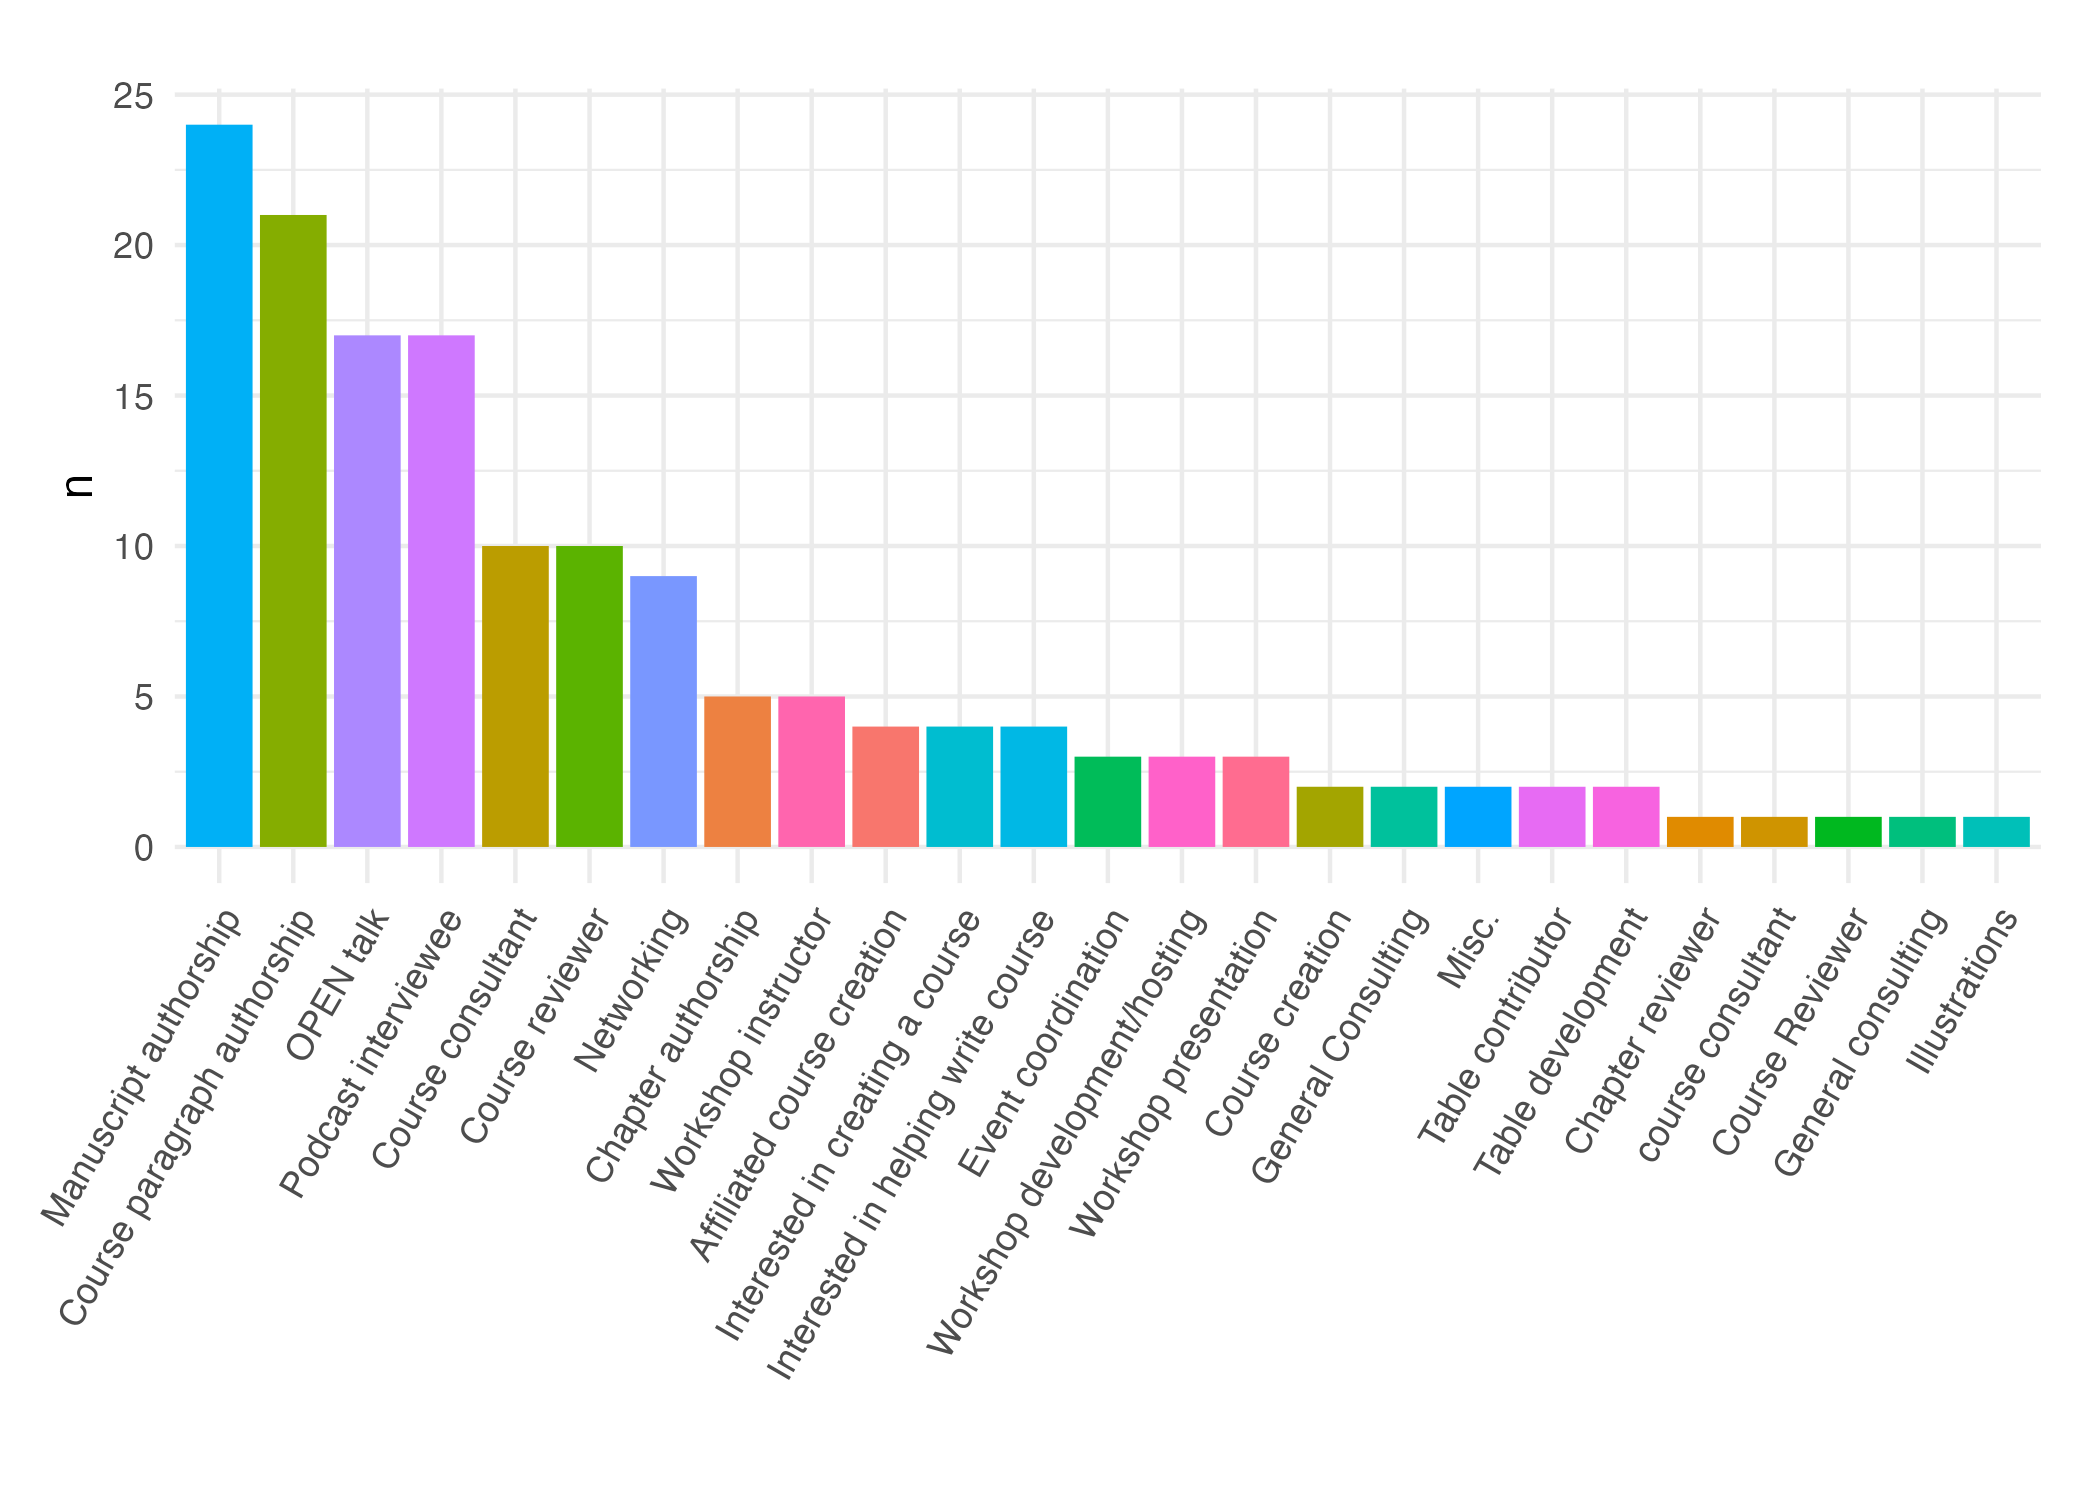 25
20
15
10
5
0
n
Manuscript authorship
Course paragraph authorship
OPEN talk
Podcast interviewee
Course consultant
Course reviewer
Networking
Chapter authorship
Workshop instructor
Affiliated course creation
Interested in creating a course
Interested in helping write course
Event coordination
Workshop development/hosting
Workshop presentation
Course creation
General Consulting
Misc.
Table contributor
Table development
Chapter reviewer
course consultant
Course Reviewer
General consulting
Illustrations